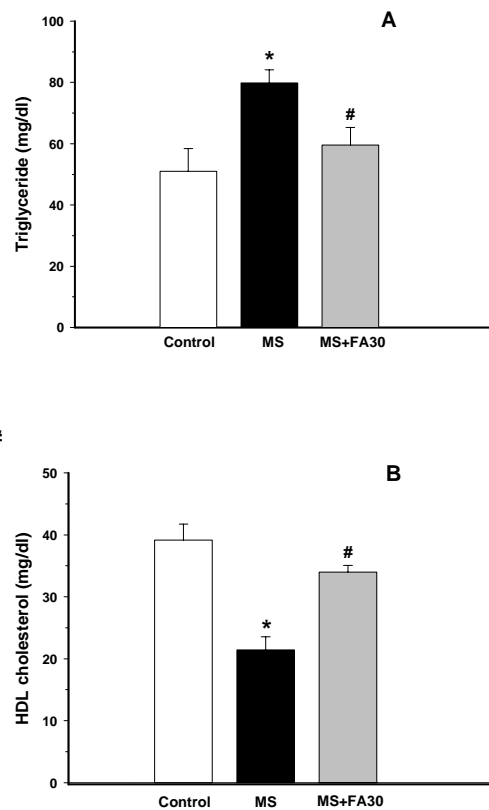 A
100
80
60
40
20
0
Triglyceride (mg/dl)
*
#
Control MS MS+FA30
B
50
40
30
20
10
0
HDL cholesterol (mg/dl)
*
#
Control MS MS+FA30